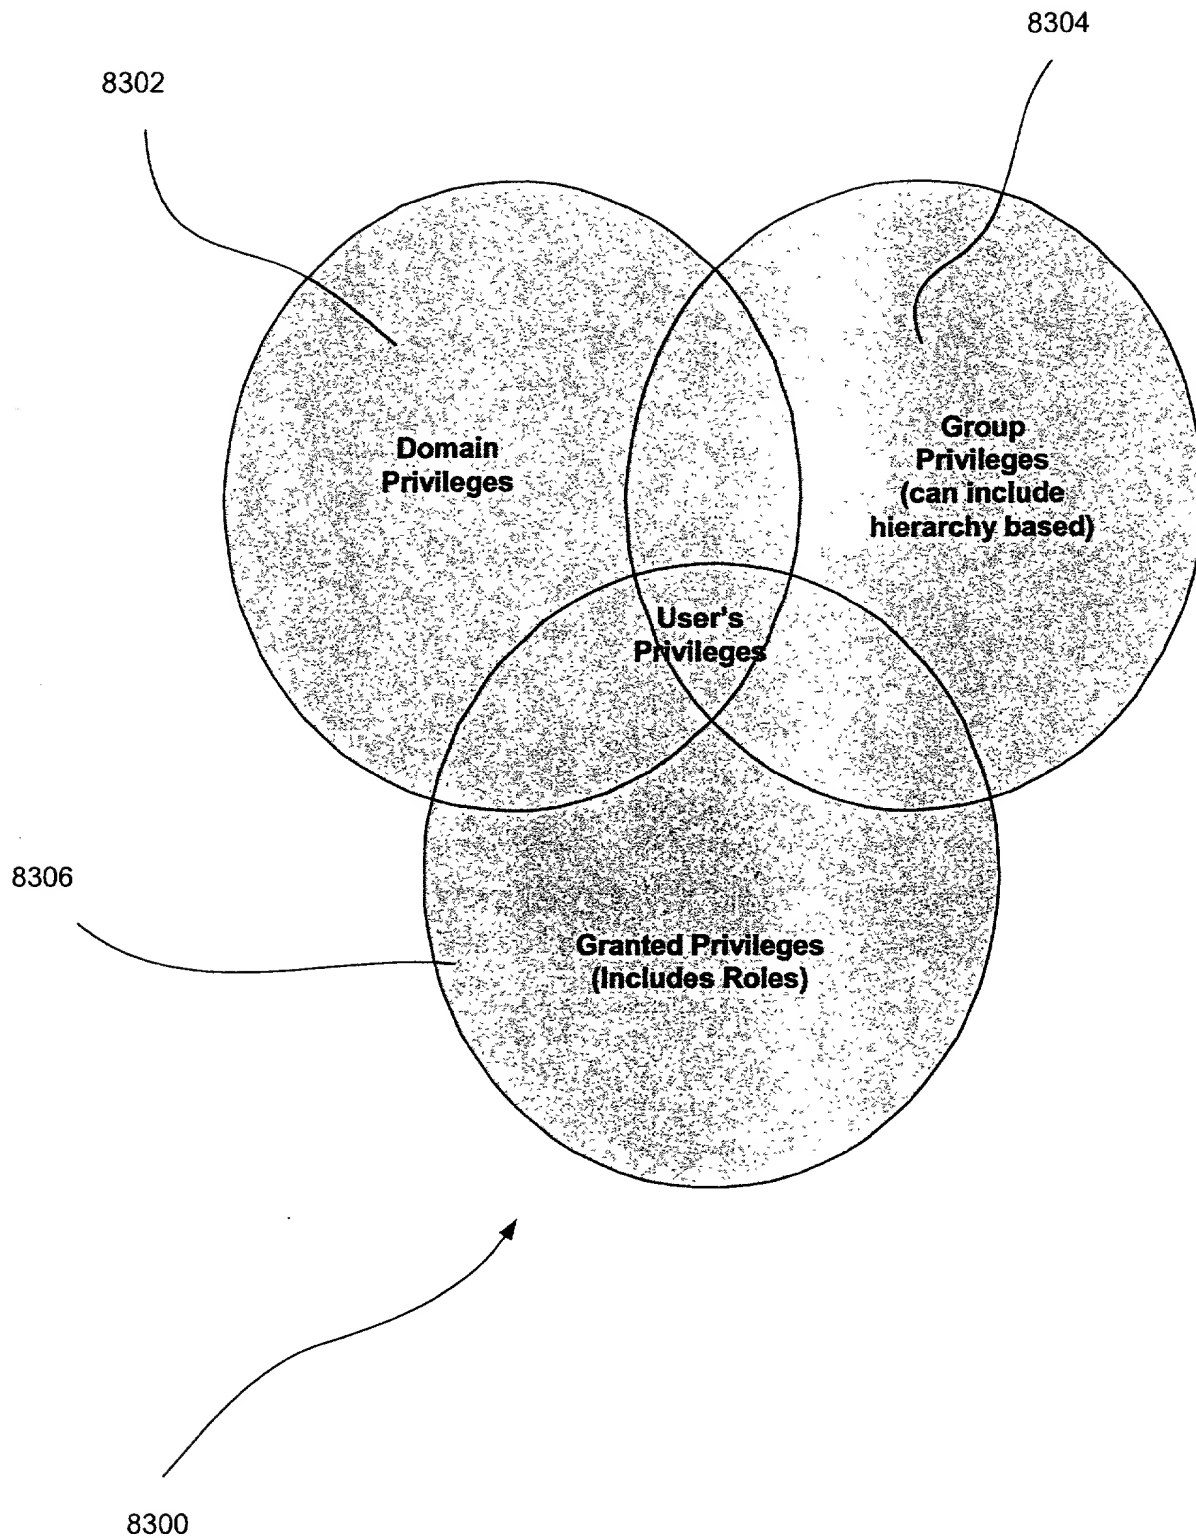 8304
8302
Domain
Privileges
Group
Privileges
(can include
hierarchy based)
User's
Privileges
8306
Granted Privileges
(Includes Roles)
8300